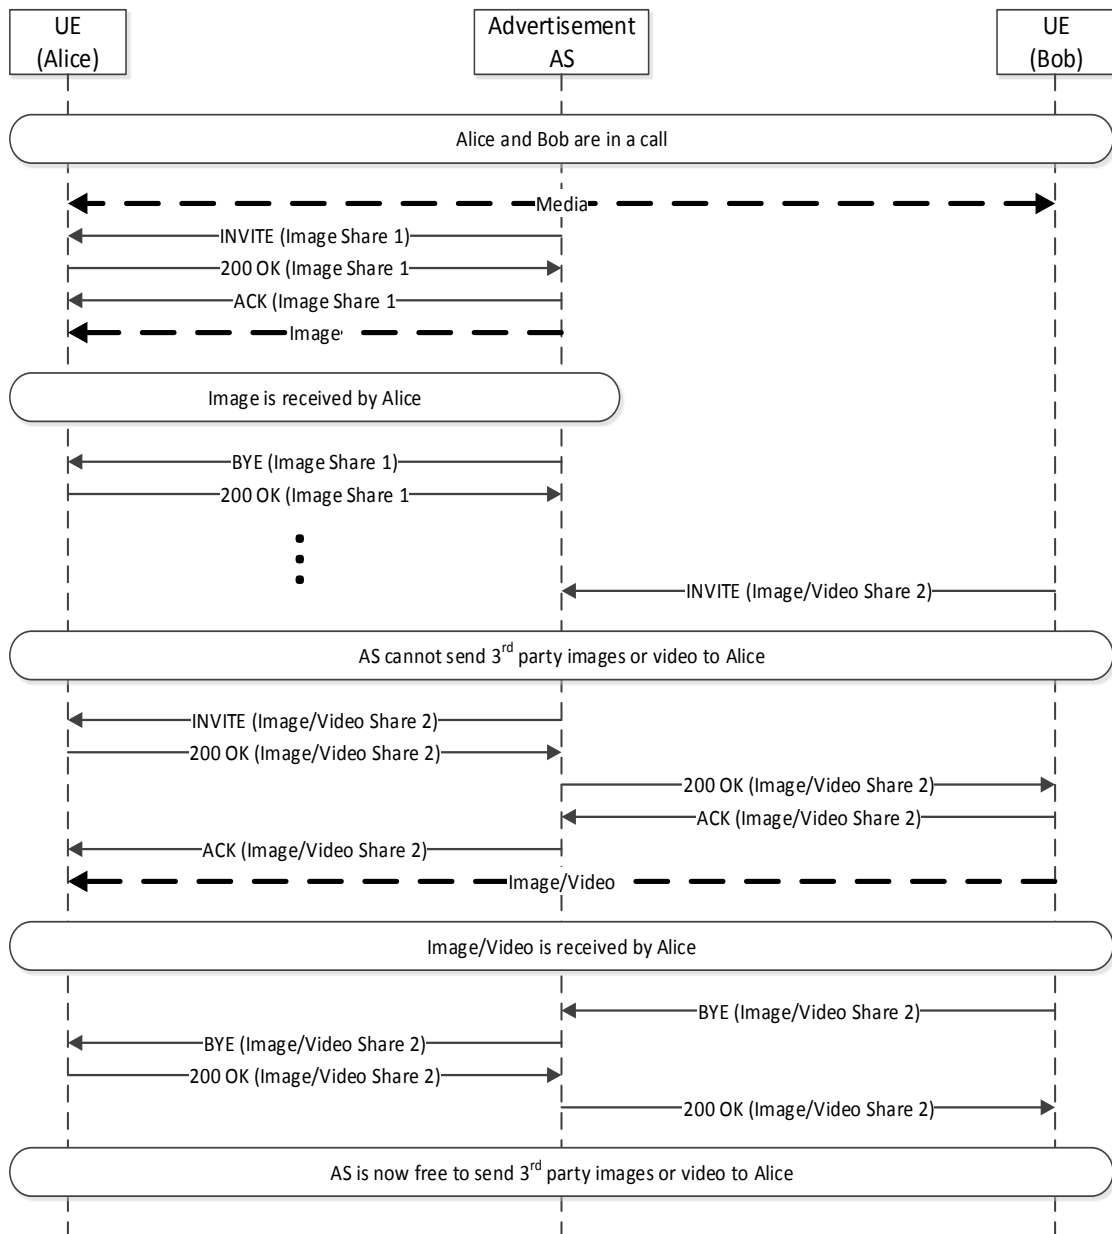 UE
(Alice)
Advertisement
AS
UE
(Bob)
Alice and Bob are in a call
Media
INVITE (Image Share 1)
200 OK (Image Share 1
ACK (Image Share 1
Image
Image is received by Alice
BYE (Image Share 1)
200 OK (Image Share 1
INVITE (Image/Video Share 2)
AS cannot send 3rd party images or video to Alice
INVITE (Image/Video Share 2)
200 OK (Image/Video Share 2)
200 OK (Image/Video Share 2)
ACK (Image/Video Share 2)
ACK (Image/Video Share 2)
Image/Video
Image/Video is received by Alice
BYE (Image/Video Share 2)
BYE (Image/Video Share 2)
200 OK (Image/Video Share 2)
200 OK (Image/Video Share 2)
AS is now free to send 3rd party images or video to Alice